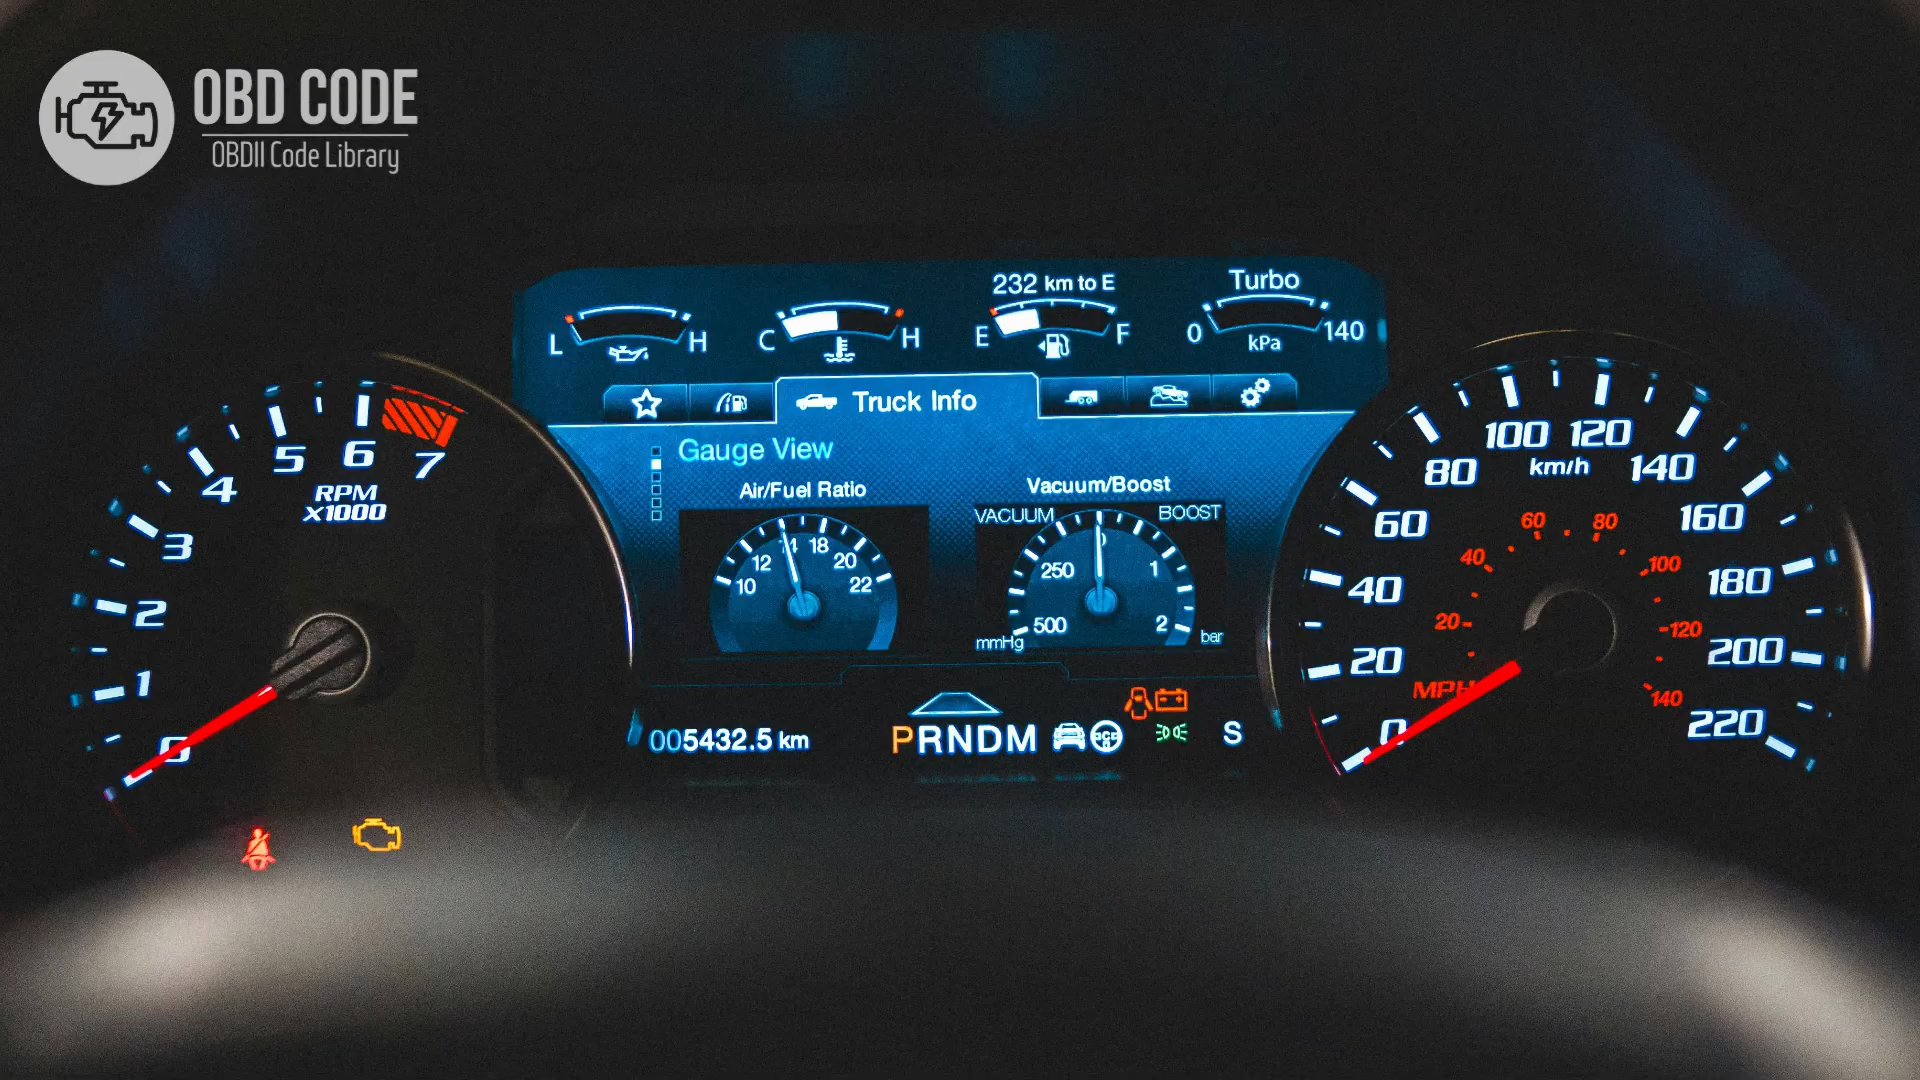 OBD CODE
OBDII Code Library
232 km to E
Turbo
L H
C H
E F
0 140
kPa
Truck Info
Gauge View
Air/Fuel Ratio
10 12 14 18 20 22
Vacuum/Boost
VACUUM BOOST
500 250 0 1 2
mmHg bar
0 1 2 3 4 5 6 7
RPM
X1000
0 20 40 60 80 100 120 140 160 180 200 220
km/h
20 40 60 80 100 120 140
MPH
005432.5 km
PRNDM
S